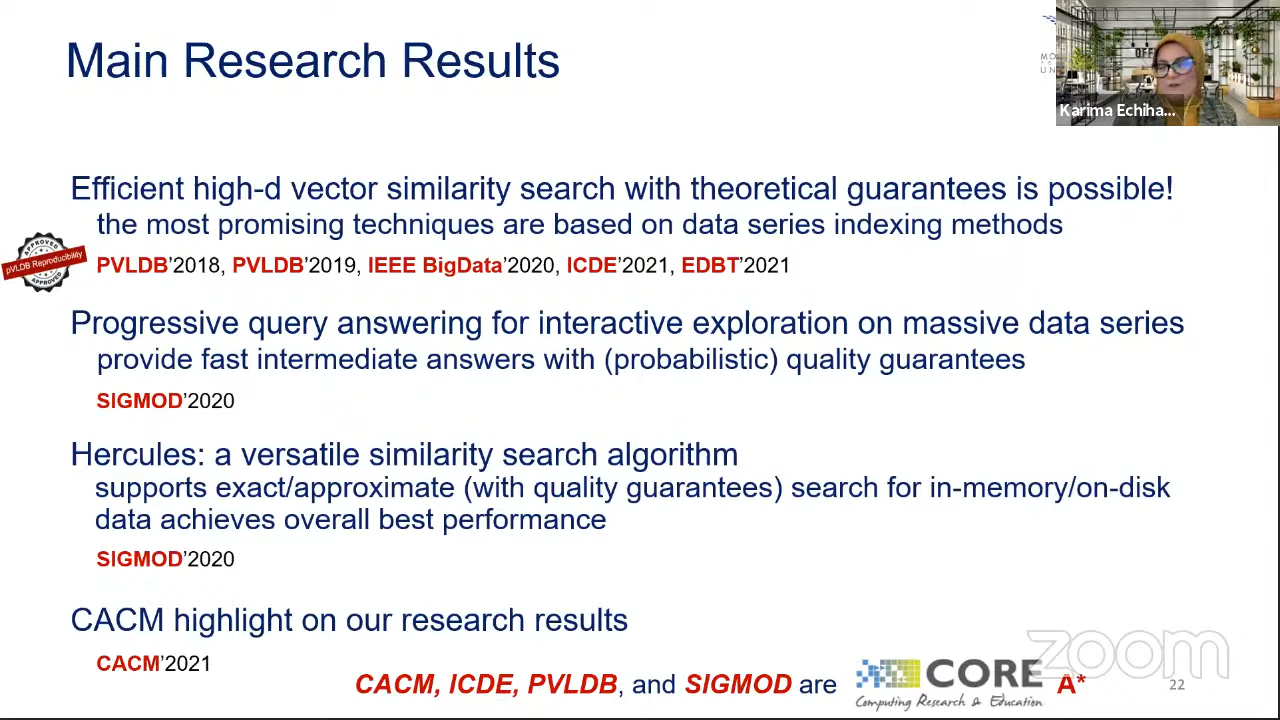 Main Research Results
MO
UN
OFF
Karima Echiha...
Efficient high-d vector similarity search with theoretical guarantees is possible!
the most promising techniques are based on data series indexing methods
APPROVED
pVLDB Reproducibility
APPROVED
PVLDB’2018, PVLDB’2019, IEEE BigData’2020, ICDE’2021, EDBT’2021
Progressive query answering for interactive exploration on massive data series
provide fast intermediate answers with (probabilistic) quality guarantees
SIGMOD’2020
Hercules: a versatile similarity search algorithm
supports exact/approximate (with quality guarantees) search for in-memory/on-disk
data achieves overall best performance
SIGMOD’2020
CACM highlight on our research results
CACM’2021
CACM, ICDE, PVLDB, and SIGMOD are CORE A*
Computing Research & Education
zoom
22